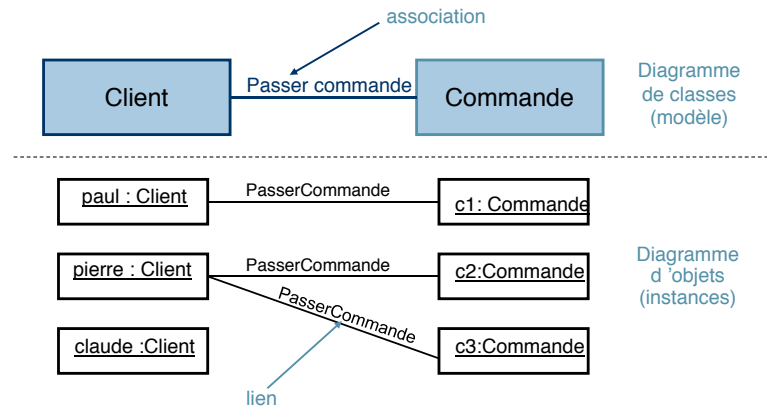 association
Client
Passer commande
Commande
Diagramme
de classes
(modèle)
paul : Client
PasserCommande
c1: Commande
pierre : Client
PasserCommande
c2:Commande
Diagramme
d 'objets
(instances)
PasserCommande
claude :Client
c3:Commande
lien